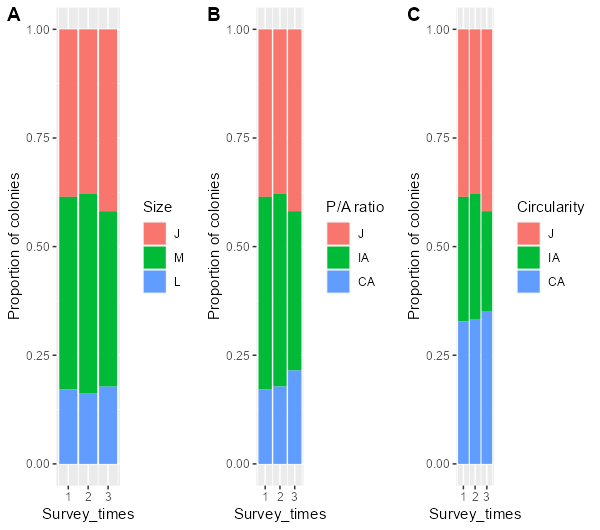 A
Proportion of colonies
1.00
0.75
0.50
0.25
0.00
1 2 3
Survey_times
Size
J
M
L
B
Proportion of colonies
1.00
0.75
0.50
0.25
0.00
1 2 3
Survey_times
P/A ratio
J
IA
CA
C
Proportion of colonies
1.00
0.75
0.50
0.25
0.00
1 2 3
Survey_times
Circularity
J
IA
CA